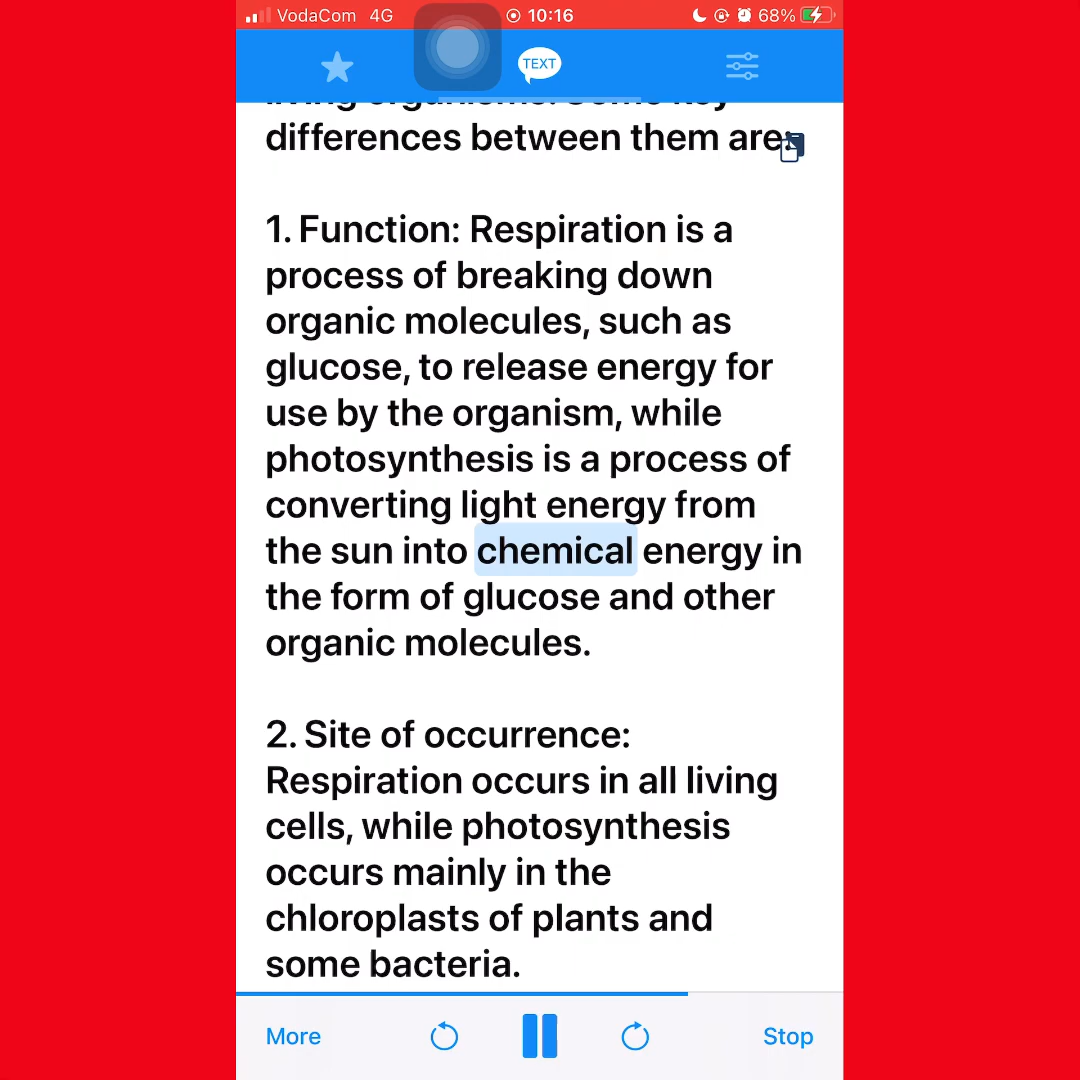 VodaCom 4G 10:16 68%
TEXT
living organisms. Some key
differences between them are:
1. Function: Respiration is a
process of breaking down
organic molecules, such as
glucose, to release energy for
use by the organism, while
photosynthesis is a process of
converting light energy from
the sun into chemical energy in
the form of glucose and other
organic molecules.
2. Site of occurrence:
Respiration occurs in all living
cells, while photosynthesis
occurs mainly in the
chloroplasts of plants and
some bacteria.
More Stop